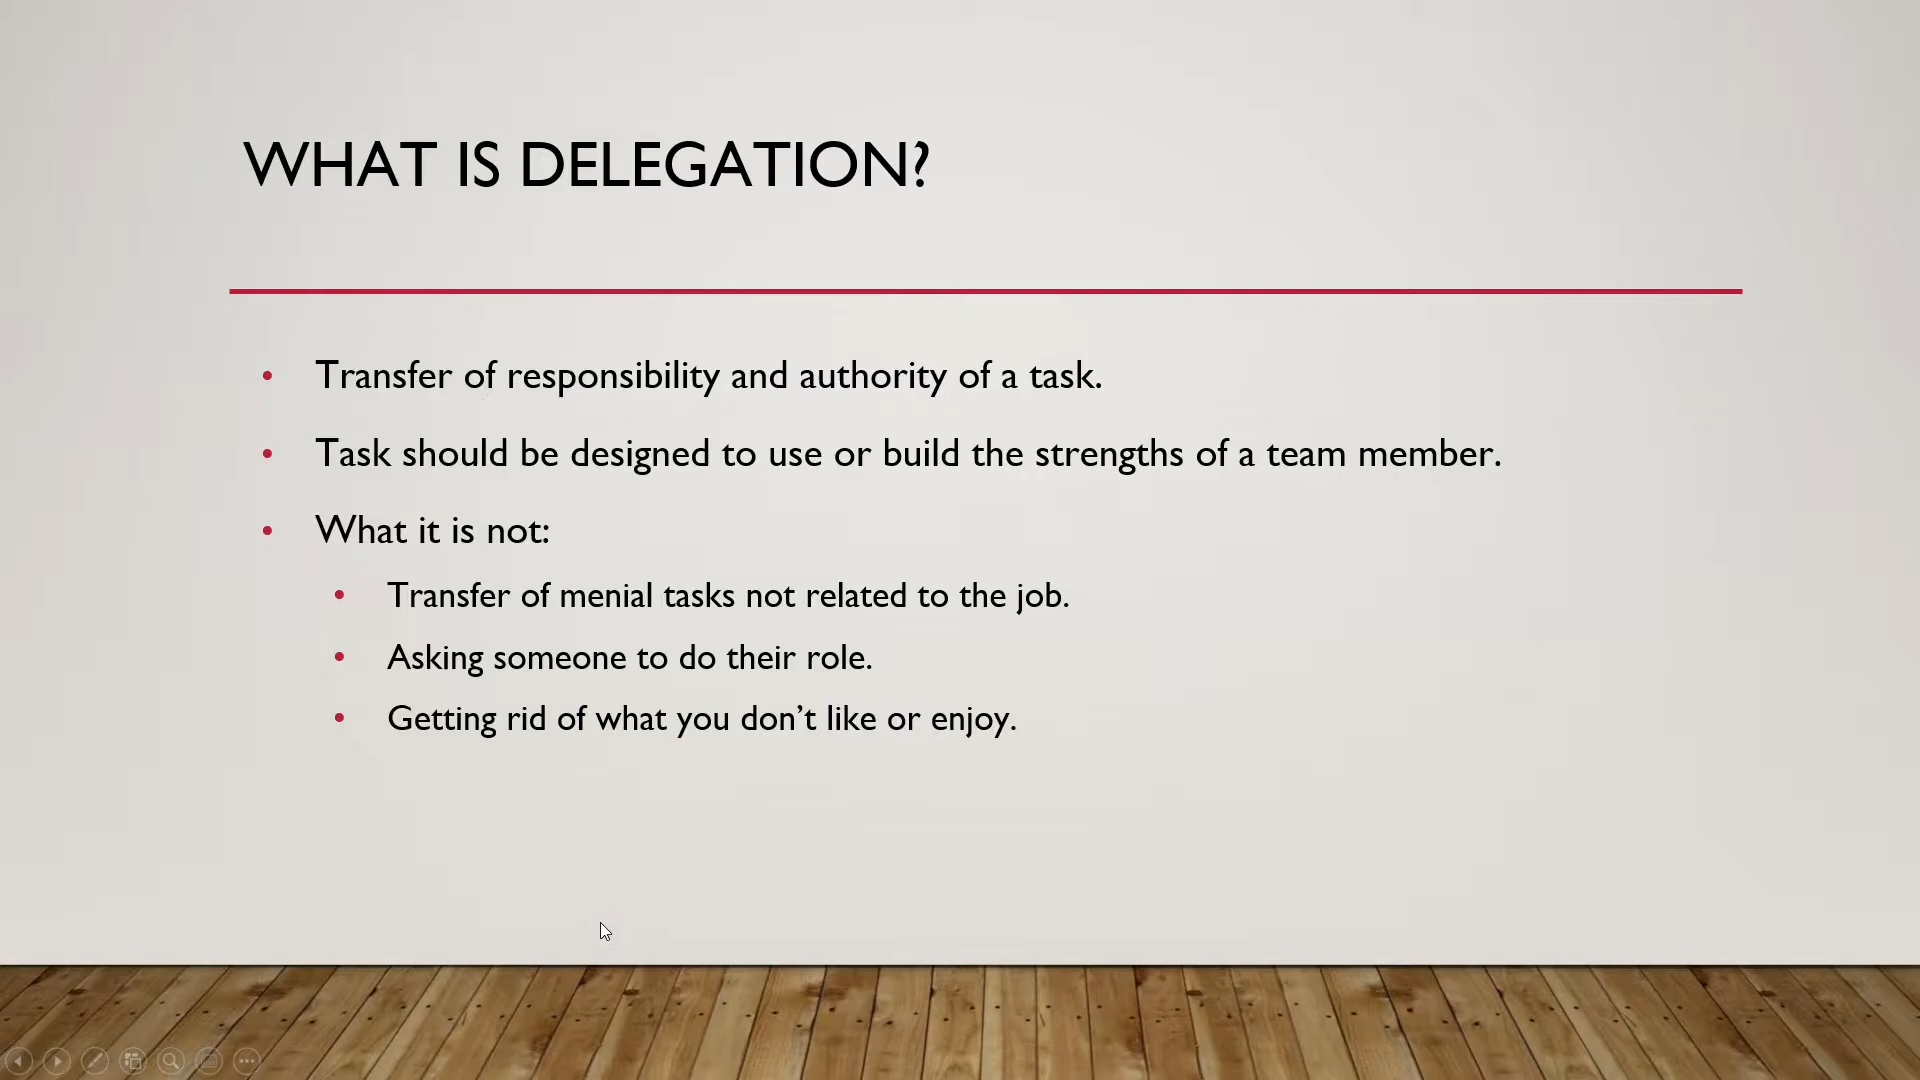 WHAT IS DELEGATION?
• Transfer of responsibility and authority of a task.
• Task should be designed to use or build the strengths of a team member.
• What it is not:
• Transfer of menial tasks not related to the job.
• Asking someone to do their role.
• Getting rid of what you don’t like or enjoy.